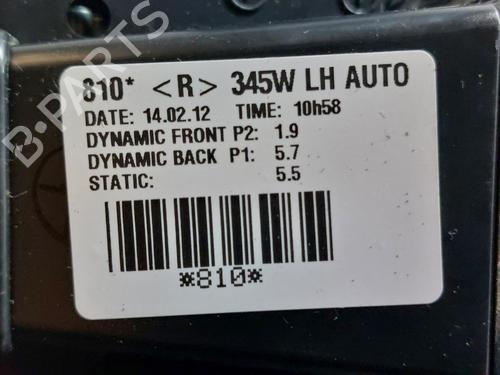 810* <R> 345W LH AUTO
DATE: 14.02.12 TIME: 10h58
DYNAMIC FRONT P2: 1.9
DYNAMIC BACK P1: 5.7
STATIC: 5.5
*810*
B-PARTS